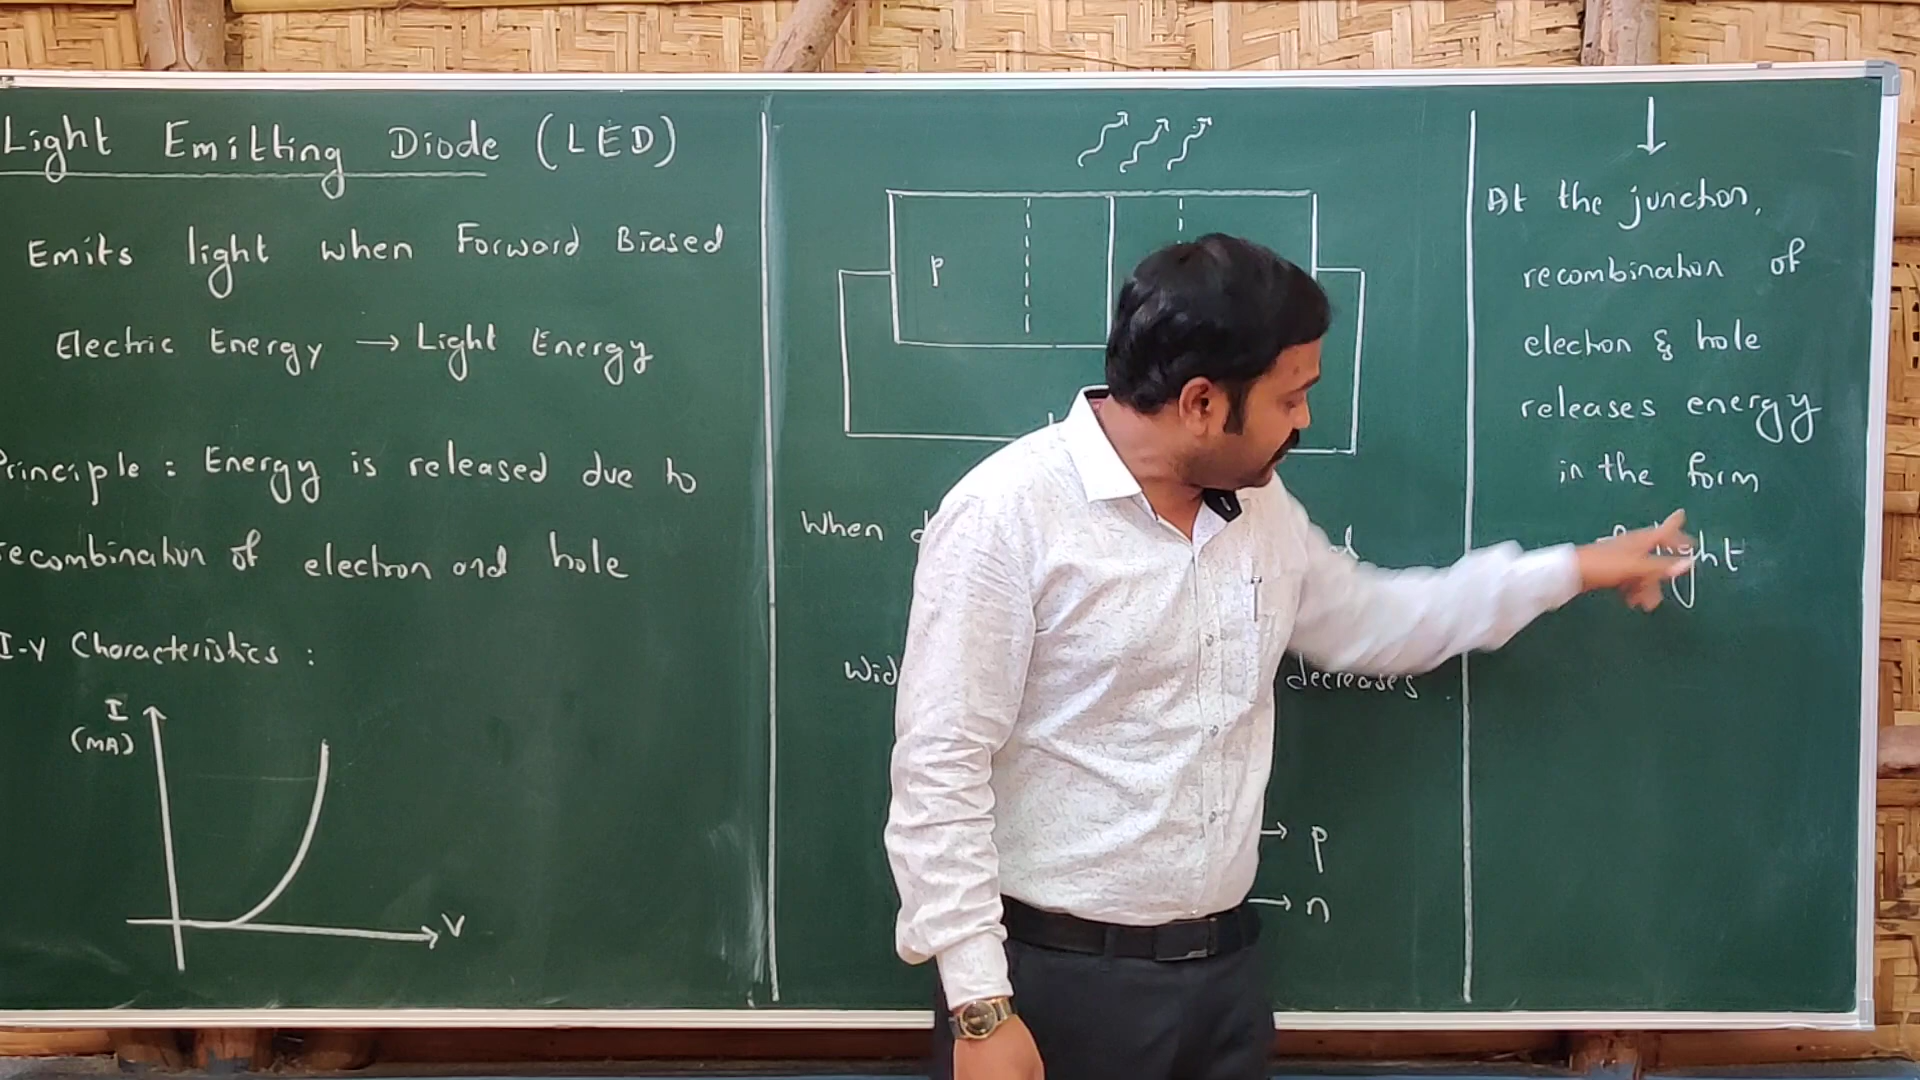 Light Emitting Diode (LED)
Emits light when Forward Biased
Electric Energy → Light Energy
Principle : Energy is released due to
recombination of electron and hole
I-V Characteristics :
I
(mA)
V
p
When
decreases
→ p
→ n
↓
At the junction,
recombination of
electron & hole
releases energy
in the form
light